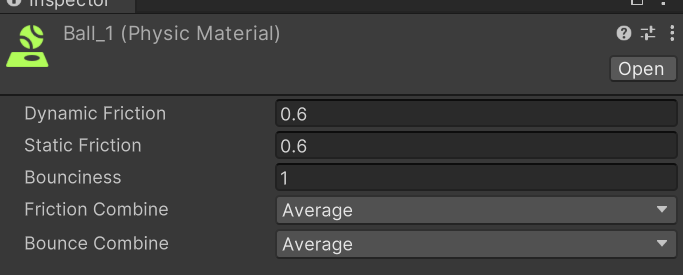 Inspector
Ball_1 (Physic Material)
Open
Dynamic Friction 0.6
Static Friction 0.6
Bounciness 1
Friction Combine Average
Bounce Combine Average